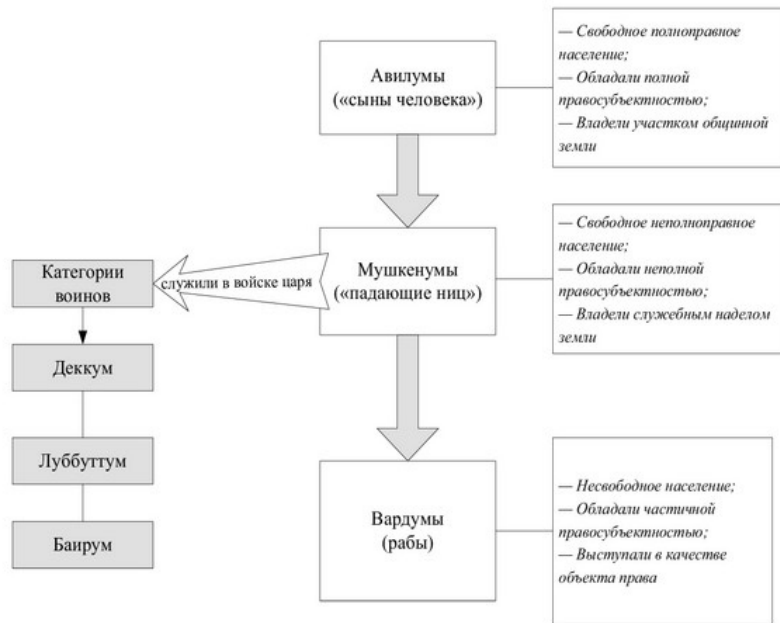 Авилумы
(«сыны человека»)
— Свободное полноправное
население;
— Обладали полной
правосубъектностью;
— Владели участком общинной
земли
Мушкенумы
(«падающие ниц»)
— Свободное неполноправное
население;
— Обладали неполной
правосубъектностью;
— Владели служебным наделом
земли
служили в войске царя
Категории
воинов
Деккум
Луббуттум
Баирум
Вардумы
(рабы)
— Несвободное население;
— Обладали частичной
правосубъектностью;
— Выступали в качестве
объекта права